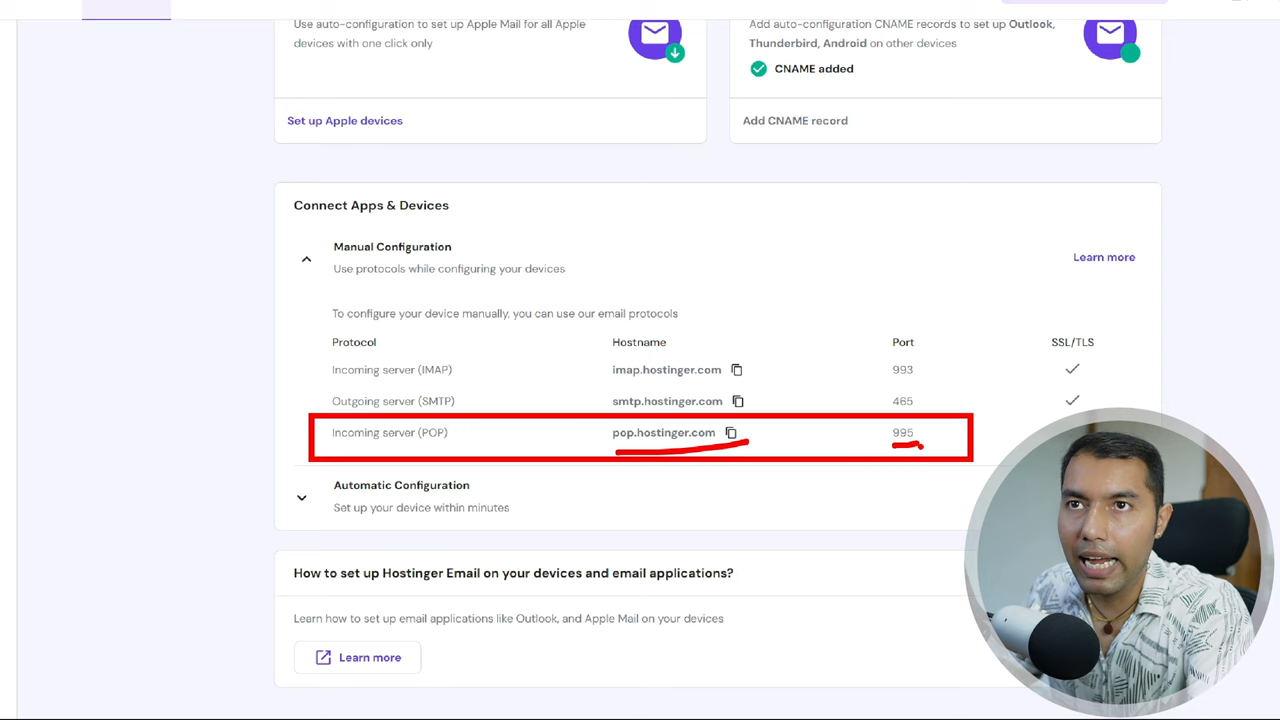 Use auto-configuration to set up Apple Mail for all Apple
devices with one click only
Set up Apple devices
Add auto-configuration CNAME records to set up Outlook,
Thunderbird, Android on other devices
CNAME added
Add CNAME record
Connect Apps & Devices
Manual Configuration
Use protocols while configuring your devices
Learn more
To configure your device manually, you can use our email protocols
Protocol Hostname Port SSL/TLS
Incoming server (IMAP) imap.hostinger.com 993
Outgoing server (SMTP) smtp.hostinger.com 465
Incoming server (POP) pop.hostinger.com 995
Automatic Configuration
Set up your device within minutes
How to set up Hostinger Email on your devices and email applications?
Learn how to set up email applications like Outlook, and Apple Mail on your devices
Learn more